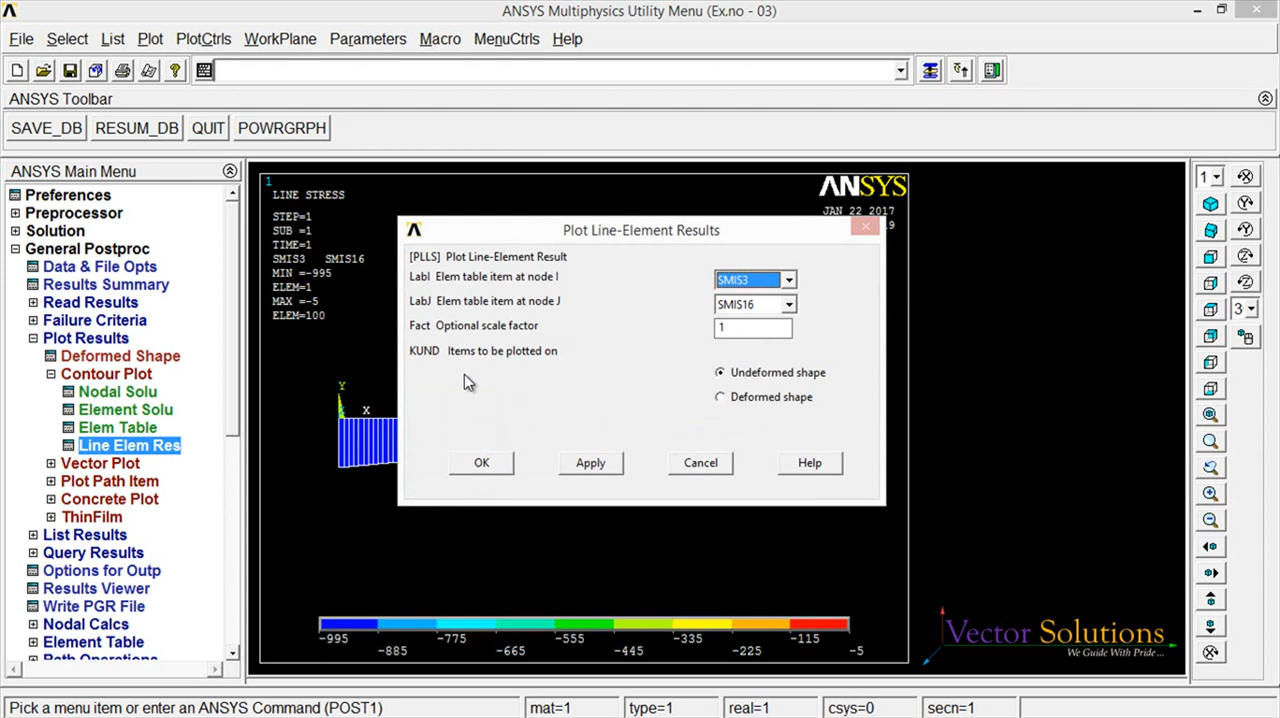 ANSYS Multiphysics Utility Menu (Ex.no - 03)
File Select List Plot PlotCtrls WorkPlane Parameters Macro MenuCtrls Help
ANSYS Toolbar
SAVE_DB RESUM_DB QUIT POWRGRPH
ANSYS Main Menu
Preferences
Preprocessor
Solution
General Postproc
Data & File Opts
Results Summary
Read Results
Failure Criteria
Plot Results
Deformed Shape
Contour Plot
Nodal Solu
Element Solu
Elem Table
Line Elem Res
Vector Plot
Plot Path Item
Concrete Plot
ThinFilm
List Results
Query Results
Options for Outp
Results Viewer
Write PGR File
Nodal Calcs
Element Table
Path Operations
1
LINE STRESS
STEP=1
SUB =1
TIME=1
SMIS3 SMIS16
MIN =-995
ELEM=1
MAX =-5
ELEM=100
ANSYS
JAN 22 2017
9
Y
X
Plot Line-Element Results
[PLLS] Plot Line-Element Result
LabI Elem table item at node I
SMIS3
LabJ Elem table item at node J
SMIS16
Fact Optional scale factor
1
KUND Items to be plotted on
Undeformed shape
Deformed shape
OK Apply Cancel Help
-995 -775 -555 -335 -115
-885 -665 -445 -225 -5
Vector Solutions
We Guide With Pride...
1
3
Pick a menu item or enter an ANSYS Command (POST1) mat=1 type=1 real=1 csys=0 secn=1